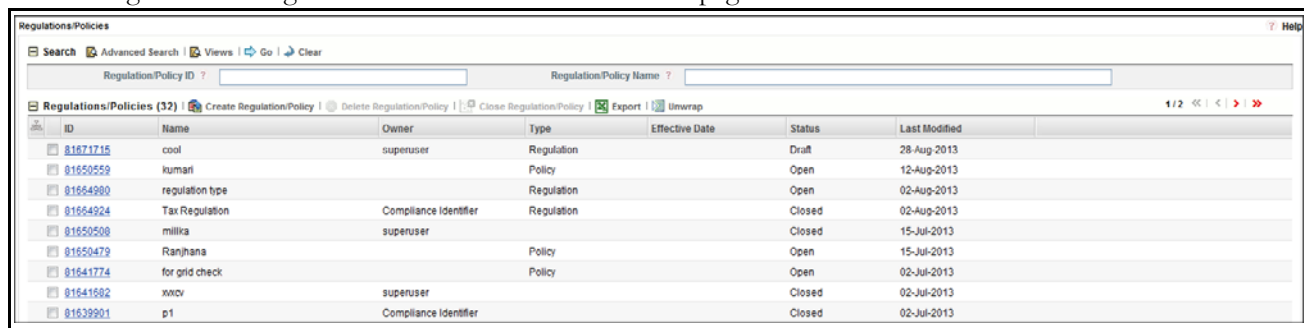 Regulations/Policies ? Help
Search Advanced Search | Views | Go | Clear
Regulation/Policy ID ? Regulation/Policy Name ?
Regulations/Policies (32) | Create Regulation/Policy | Delete Regulation/Policy | Close Regulation/Policy | Export | Unwrap 1/2
ID Name Owner Type Effective Date Status Last Modified
81671715 cool superuser Regulation Draft 28-Aug-2013
81650559 kumari Policy Open 12-Aug-2013
81664980 regulation type Regulation Open 02-Aug-2013
81664924 Tax Regulation Compliance Identifier Regulation Closed 02-Aug-2013
81650508 millka superuser Closed 15-Jul-2013
81650479 Ranjhana Policy Open 15-Jul-2013
81641774 for grid check Policy Open 02-Jul-2013
81641682 superuser Closed 02-Jul-2013
81639901 p1 Compliance Identifier Closed 02-Jul-2013